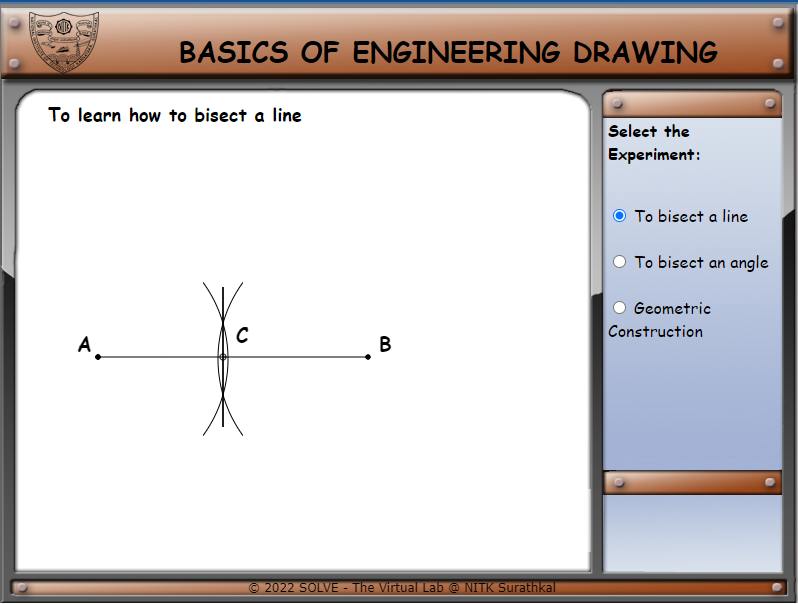 BASICS OF ENGINEERING DRAWING
To learn how to bisect a line
A
C
B
Select the
Experiment:
To bisect a line
To bisect an angle
Geometric
Construction
© 2022 SOLVE - The Virtual Lab @ NITK Surathkal